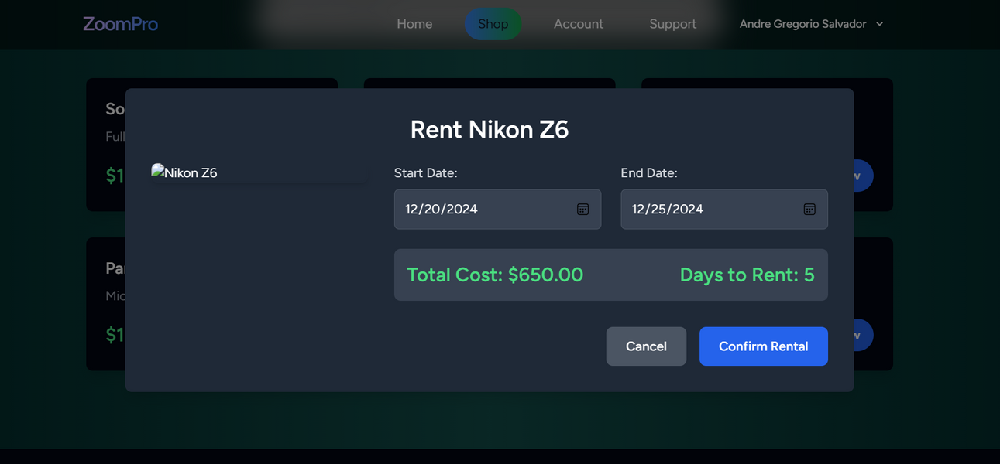 ZoomPro
Home
Shop
Account
Support
Andre Gregorio Salvador
Rent Nikon Z6
Nikon Z6
Start Date:
End Date:
12/20/2024
12/25/2024
Total Cost: $650.00
Days to Rent: 5
Cancel
Confirm Rental
So
Full
$1
w
Par
Mic
$1
w